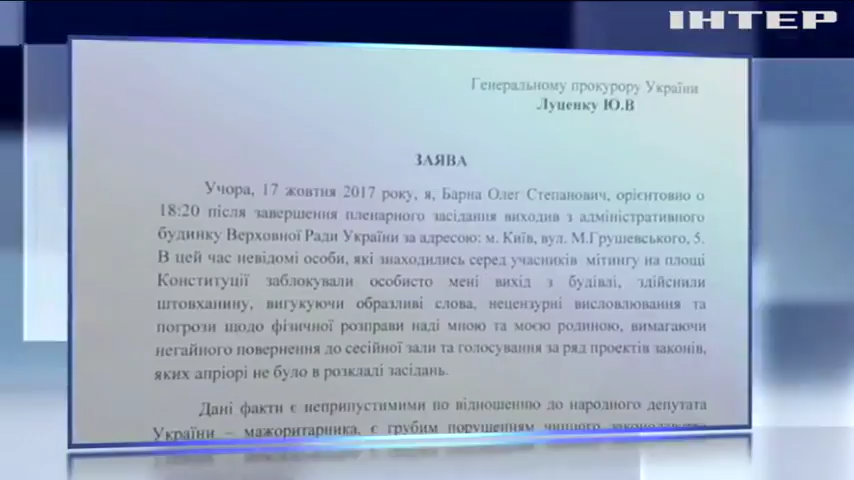 ІНТЕР
Генеральному прокурору України
Луценку Ю.В
ЗАЯВА
Учора, 17 жовтня 2017 року, я, Барна Олег Степанович, орієнтовно о
18:20 після завершення пленарного засідання виходив з адміністративного
будинку Верховної Ради України за адресою: м. Київ, вул. М.Грушевського, 5.
В цей час невідомі особи, які знаходились серед учасників мітингу на площі
Конституції заблокували особисто мені вихід з будівлі, здійснили
штовханину, вигукуючи образливі слова, нецензурні висловлювання та
погрози щодо фізичної розправи наді мною та моєю родиною, вимагаючи
негайного повернення до сесійної зали та голосування за ряд проектів законів,
яких апріорі не було в розкладі засідань.
Дані факти є неприпустимими по відношенню до народного депутата
України – мажоритарника, є грубим порушенням чинного законодавства